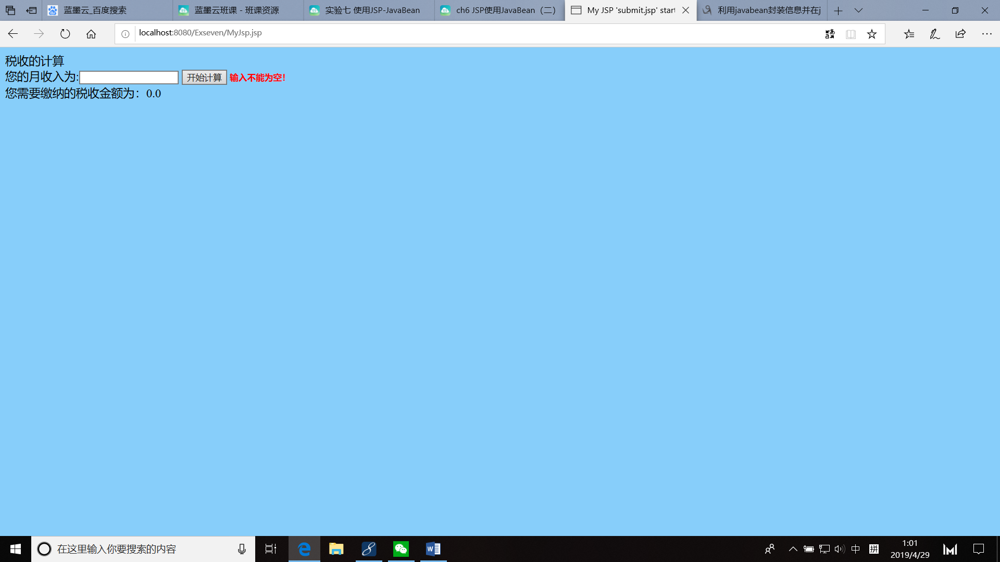 蓝墨云_百度搜索
蓝墨云班课 - 班课资源
实验七 使用JSP-JavaBean
ch6 JSP使用JavaBean（二）
My JSP 'submit.jsp' start
利用javabean封装信息并在j
localhost:8080/Exseven/MyJsp.jsp
税收的计算
您的月收入为: 开始计算 输入不能为空！
您需要缴纳的税收金额为：0.0
在这里输入你要搜索的内容
中
拼
1:01
2019/4/29